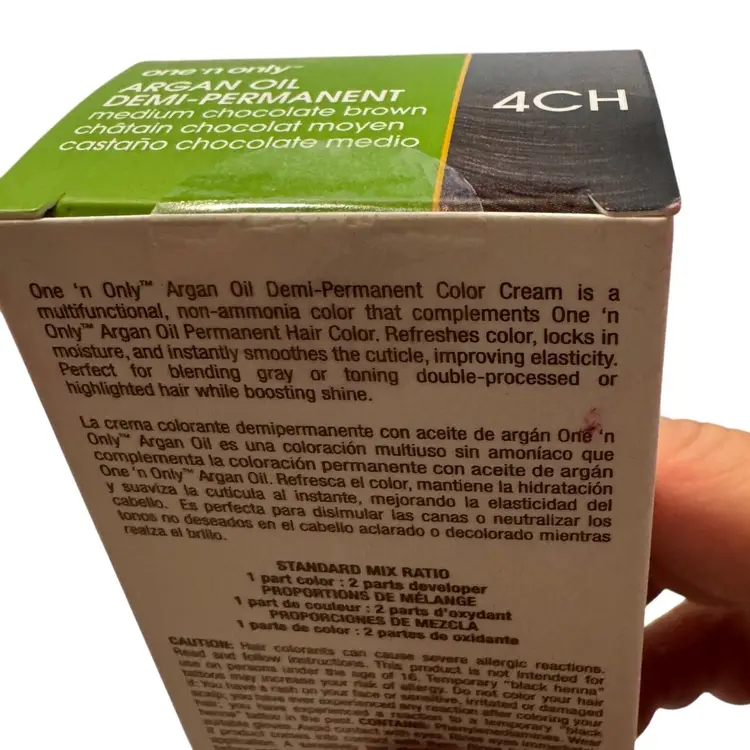 one 'n only™
ARGAN OIL
DEMI-PERMANENT
medium chocolate brown
châtain chocolat moyen
castaño chocolate medio
4CH
One 'n Only™ Argan Oil Demi-Permanent Color Cream is a
multifunctional, non-ammonia color that complements One 'n
Only™ Argan Oil Permanent Hair Color. Refreshes color, locks in
moisture, and instantly smoothes the cuticle, improving elasticity.
Perfect for blending gray or toning double-processed or
highlighted hair while boosting shine.
La crema colorante demipermanente con aceite de argán One 'n
Only™ Argan Oil es una coloración multiuso sin amoníaco que
complementa la coloración permanente con aceite de argán
One 'n Only™ Argan Oil. Refresca el color, mantiene la hidratación
y suaviza la cutícula al instante, mejorando la elasticidad del
cabello. Es perfecta para disimular las canas o neutralizar los
tonos no deseados en el cabello aclarado o decolorado mientras
realza el brillo.
STANDARD MIX RATIO
1 part color : 2 parts developer
PROPORTIONS DE MÉLANGE
1 part de couleur : 2 parts d'oxydant
PROPORCIONES DE MEZCLA
1 parte de color : 2 partes de oxidante
CAUTION: Hair colorants can cause severe allergic reactions.
Read and follow instructions. This product is not intended for
use on persons under the age of 16. Temporary "black henna"
tattoos may increase your risk of allergy. Do not color your hair
if: you have a rash on your face or sensitive, irritated or damaged
scalp; you have ever experienced any reaction after coloring your
hair; you have experienced a reaction to a temporary "black
henna" tattoo in the past. CONTAINS: Phenylenediamines. Wear
suitable gloves. Avoid contact with eyes.